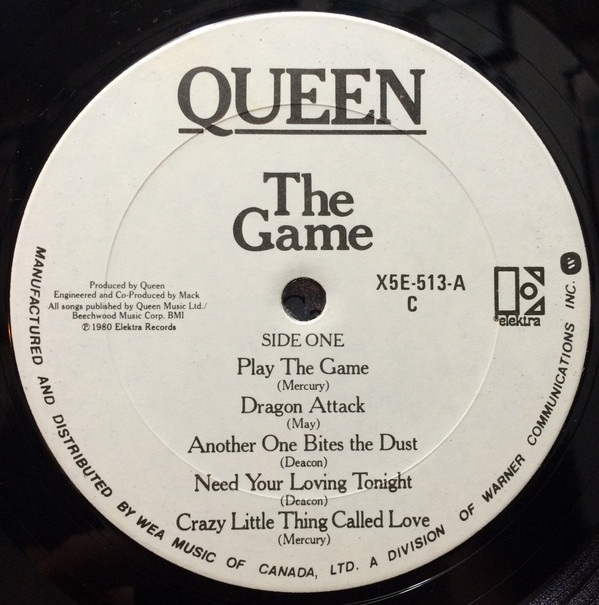 QUEEN
The
Game
Produced by Queen
Engineered and Co-Produced by Mack
All songs published by Queen Music Ltd./
Beechwood Music Corp. BMI
℗ 1980 Elektra Records
X5E-513-A
C
®elektra
SIDE ONE
Play The Game
(Mercury)
Dragon Attack
(May)
Another One Bites the Dust
(Deacon)
Need Your Loving Tonight
(Deacon)
Crazy Little Thing Called Love
(Mercury)
MANUFACTURED AND DISTRIBUTED BY WEA MUSIC OF CANADA, LTD. A DIVISION OF WARNER COMMUNICATIONS INC.